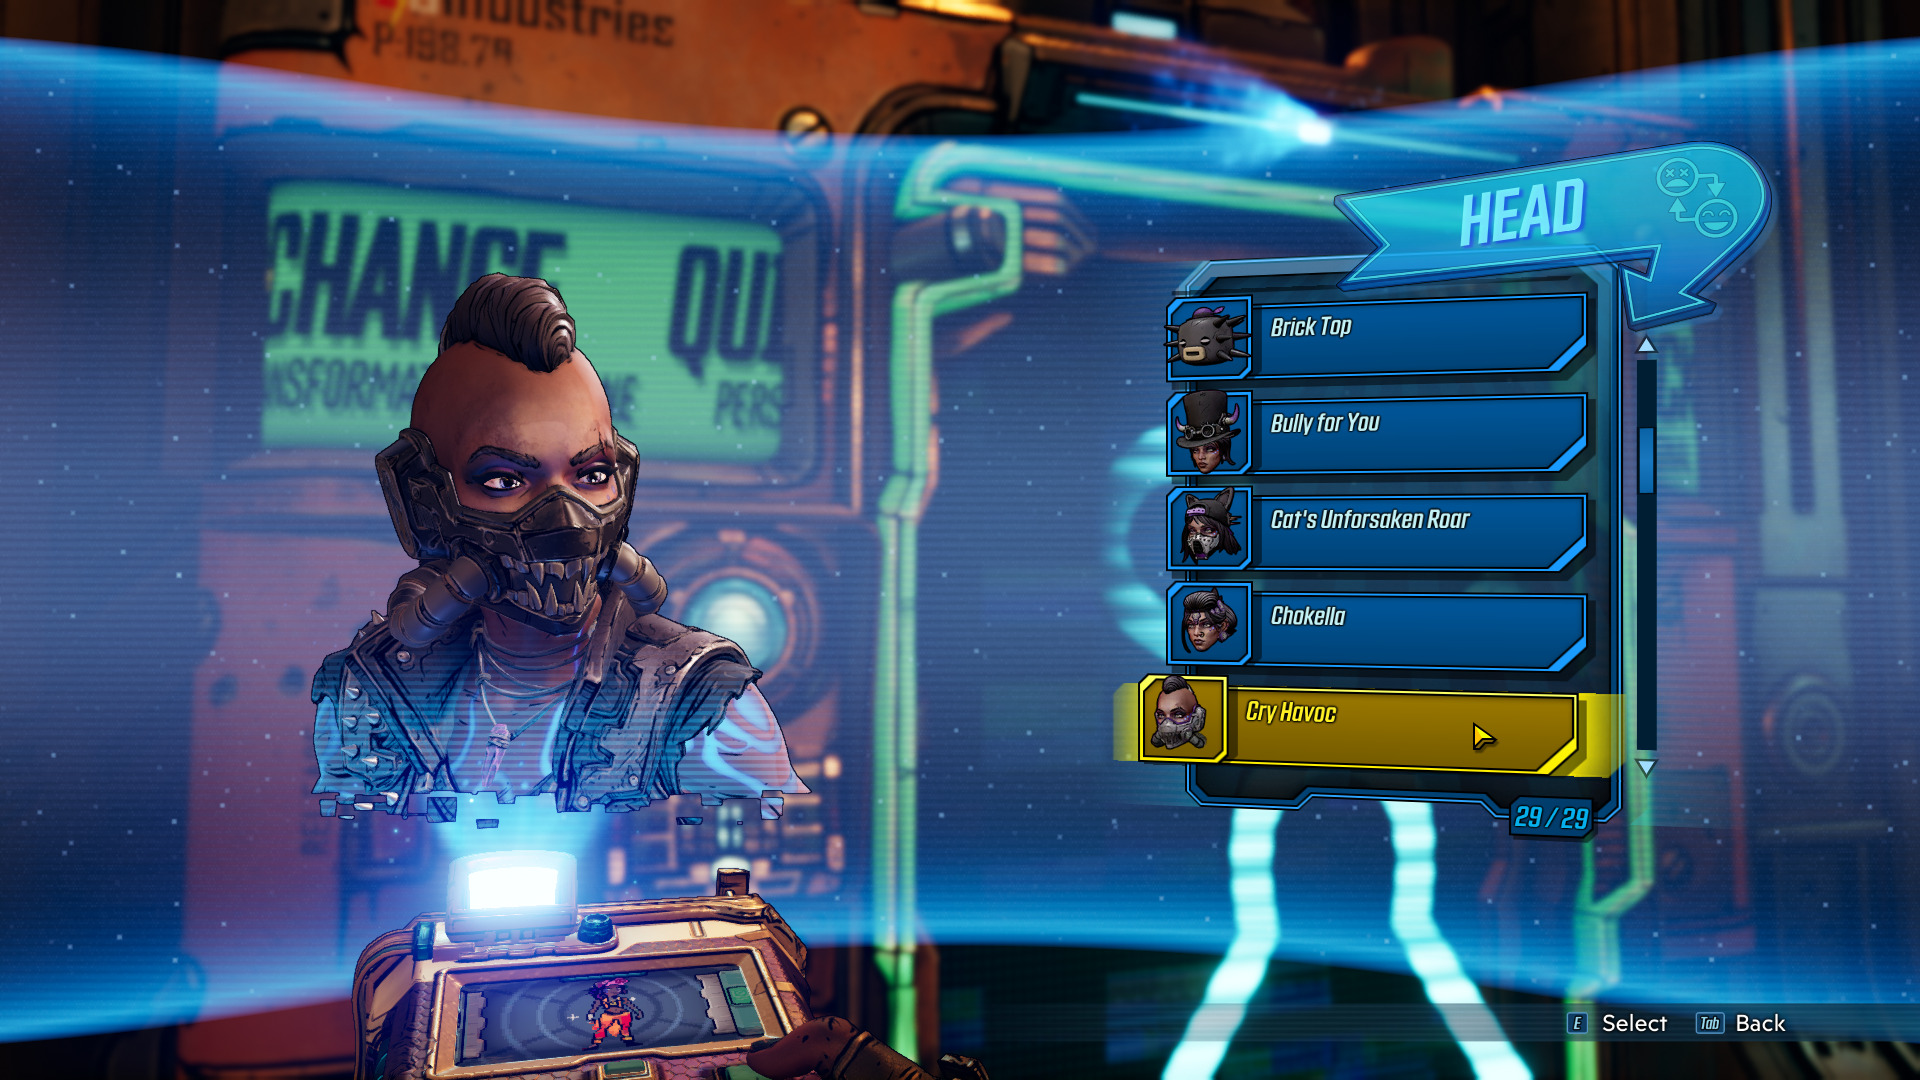 Industries
P-198.79
CHANGE
QUI
NSFORMA
NE
PERS
HEAD
Brick Top
Bully for You
Cat's Unforsaken Roar
Chokella
Cry Havoc
29 / 29
E Select Tab Back